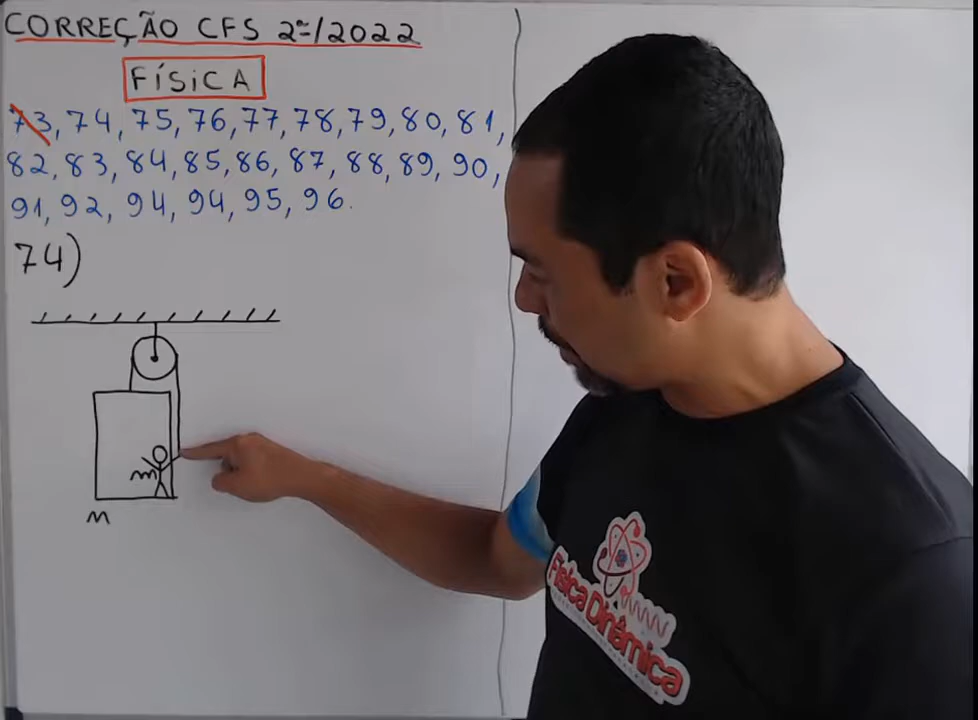 CORREÇÃO CFS 2º/2022
FÍSICA
73, 74, 75, 76, 77, 78, 79, 80, 81,
82, 83, 84, 85, 86, 87, 88, 89, 90,
91, 92, 94, 94, 95, 96.
74)
m
M
Física
Dinâmica